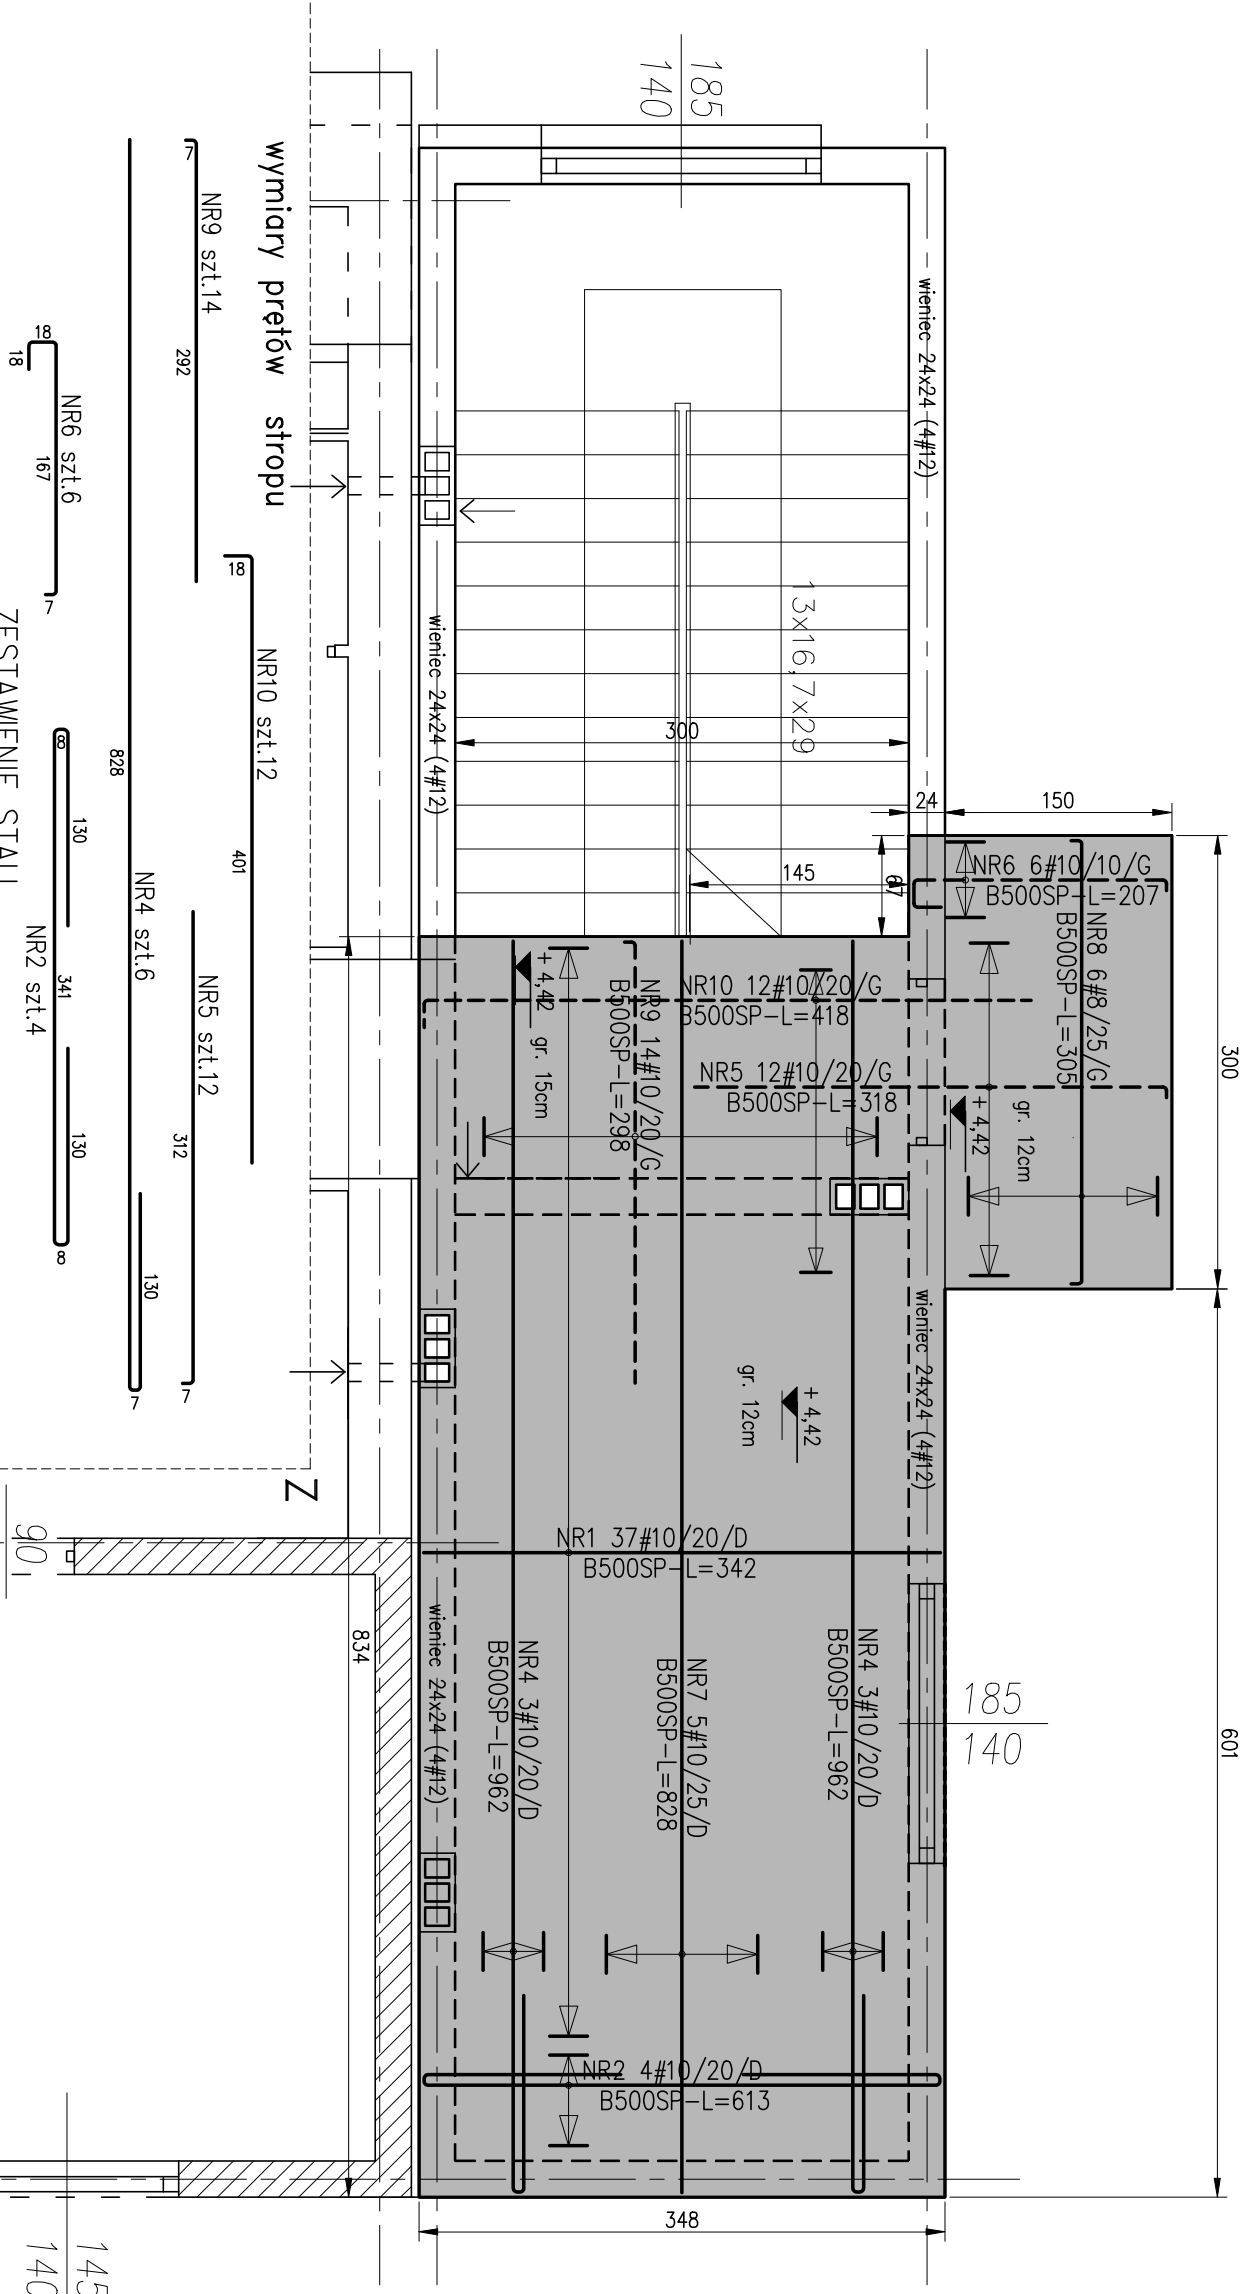 185
140
wymiary prętów stropu
NR9 szt.14
7
292
NR6 szt.6
18
18
167
7
NR10 szt.12
18
401
NR4 szt.6
828
130
7
NR5 szt.12
312
7
NR2 szt.4
8
130
341
130
8
ZESTAWIENIE STALI
wieniec 24x24 (4#12)
wieniec 24x24 (4#12)
13x16,7x29
300
24
150
145
67
300
601
NR6 6#10/10/G
B500SP-L=207
NR8 6#8/25/G
B500SP-L=305
NR10 12#10/20/G
B500SP-L=418
NR9 14#10/20/G
B500SP-L=298
NR5 12#10/20/G
B500SP-L=318
+ 4,42
gr. 15cm
+ 4,42
gr. 12cm
+ 4,42
gr. 12cm
wieniec 24x24 (4#12)
NR1 37#10/20/D
B500SP-L=342
wieniec 24x24 (4#12)
NR4 3#10/20/D
B500SP-L=962
NR7 5#10/25/D
B500SP-L=828
NR4 3#10/20/D
B500SP-L=962
185
140
NR2 4#10/20/D
B500SP-L=613
348
834
Z
90
145
140